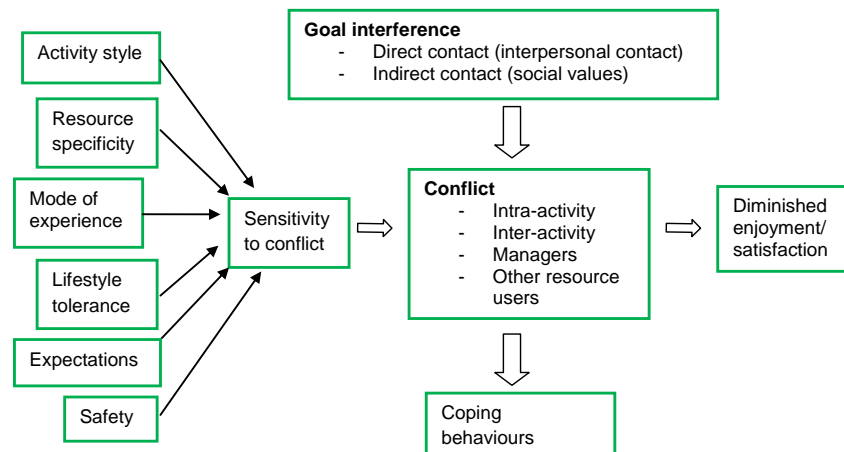 Goal interference
- Direct contact (interpersonal contact)
- Indirect contact (social values)
Activity style
Resource
specificity
Mode of
experience
Lifestyle
tolerance
Expectations
Safety
Sensitivity
to conflict
Conflict
- Intra-activity
- Inter-activity
- Managers
- Other resource
users
Diminished
enjoyment/
satisfaction
Coping
behaviours